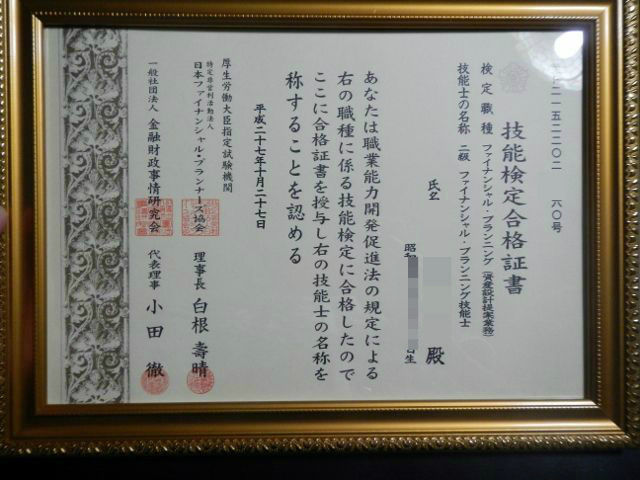 技能検定合格証書
検定職種 ファイナンシャル・プランニング(資産設計提案業務)
技能士の名称 二級 ファイナンシャル・プランニング技能士
氏名
殿
昭和
生
あなたは職業能力開発促進法の規定による
右の職種に係る技能検定に合格したので
ここに合格証書を授与し右の技能士の名称を
称することを認める
平成二十七年十月二十七日
厚生労働大臣指定試験機関
特定非営利活動法人
日本ファイナンシャル・プランナーズ協会 理事長 白根壽晴
一般社団法人 金融財政事情研究会 代表理事 小田徹